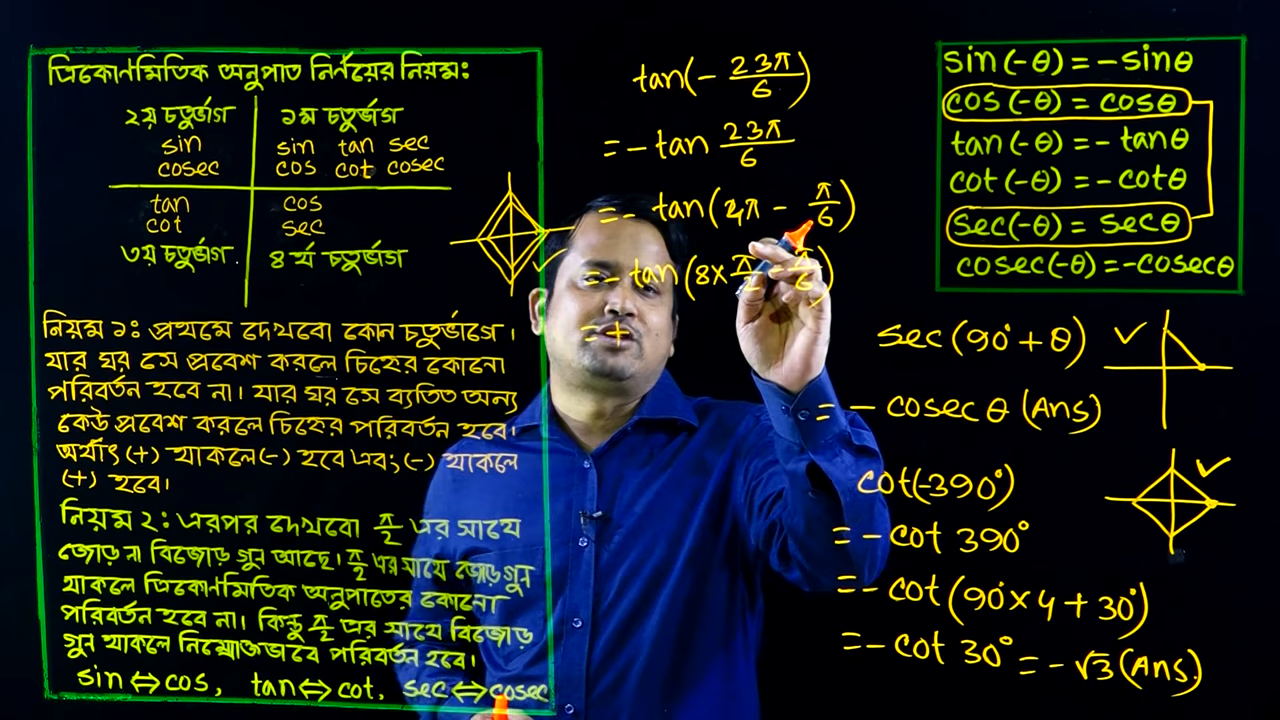 ত্রিকোণমিতিক অনুপাত নির্ণয়ের নিয়মঃ
২য় চতুর্ভাগ ১ম চতুর্ভাগ
sin sin tan sec
cosec cos cot cosec
tan cos
cot sec
৩য় চতুর্ভাগ. ৪র্থ চতুর্ভাগ
নিয়ম ১ঃ প্রথমে দেখবো কোন চতুর্ভাগে।
যার ঘর সে প্রবেশ করলে চিহ্নের কোনো
পরিবর্তন হবে না। যার ঘর সে ব্যতিত অন্য
কেউ প্রবেশ করলে চিহ্নের পরিবর্তন হবে।
অর্থাৎ (+) থাকলে (-) হবে এবং (-) থাকলে
(+) হবে।
নিয়ম ২ঃ এরপর দেখবো π/2 এর সাথে
জোড় না বিজোড় গুন আছে। π/2 এর সাথে জোড় গুন
থাকলে ত্রিকোণমিতিক অনুপাতের কোনো
পরিবর্তন হবে না। কিন্তু π/2 এর সাথে বিজোড়
গুন থাকলে নিম্নোক্তভাবে পরিবর্তন হবে।
sin ⇔ cos, tan ⇔ cot, sec ⇔ cosec
tan(- 23π/6)
= - tan 23π/6
= - tan(4π - π/6)
= - tan(8×π/2 - π/6)
= +
sin(-θ) = -sinθ
cos(-θ) = cosθ
tan(-θ) = - tanθ
cot(-θ) = -cotθ
sec(-θ) = secθ
cosec(-θ) = -cosecθ
sec(90° + θ) ✓
= - cosec θ (Ans)
cot(-390°) ✓
= - cot 390°
= - cot (90° × 4 + 30°)
= - cot 30° = - √3 (Ans).